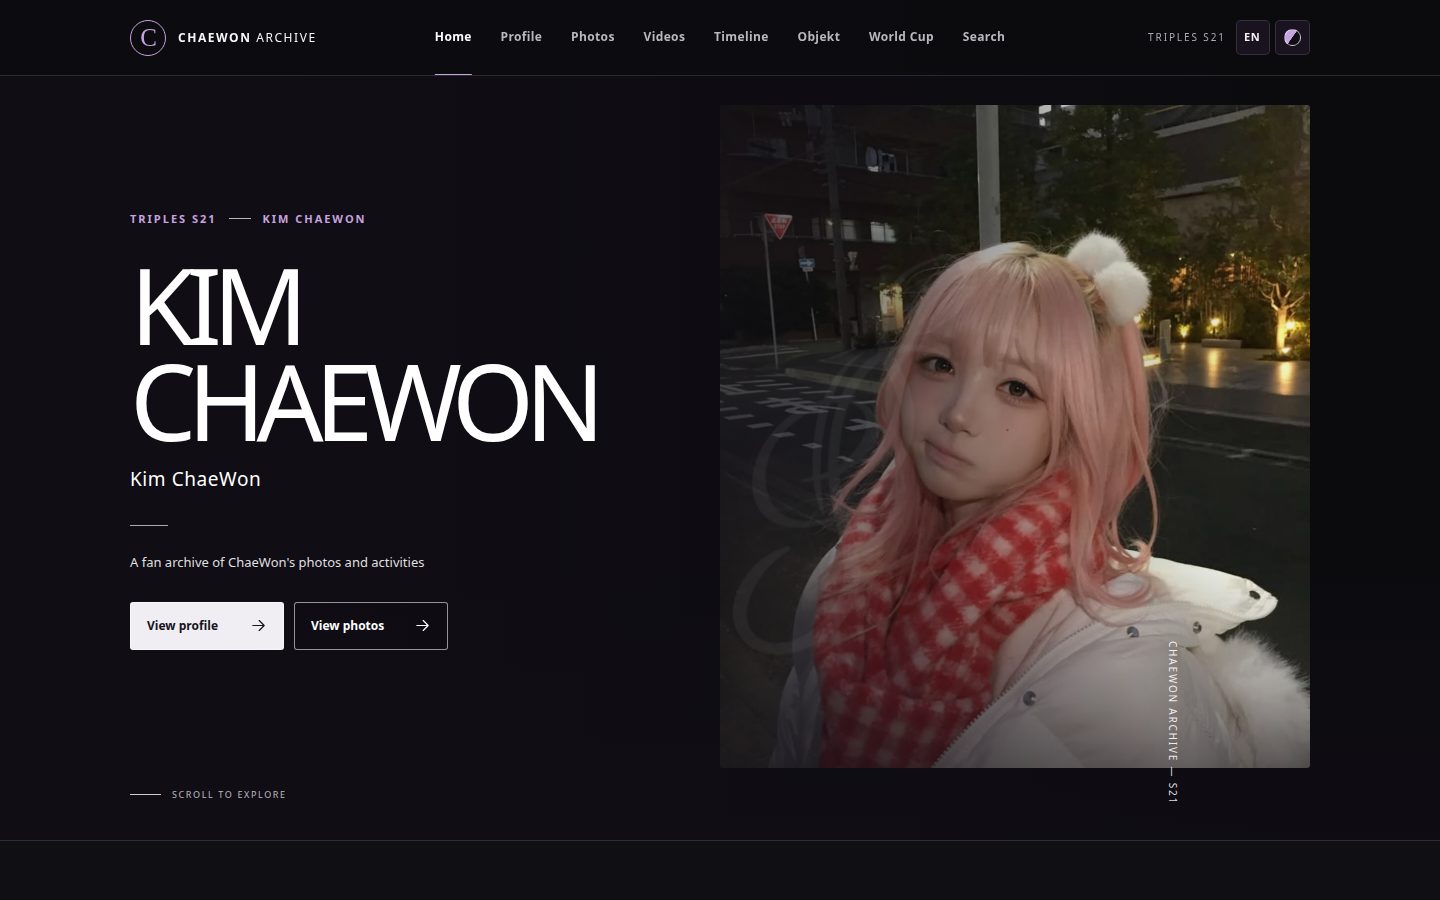 C CHAEWON ARCHIVE
Home Profile Photos Videos Timeline Objekt World Cup Search
TRIPLES S21 EN
TRIPLES S21 — KIM CHAEWON
KIM
CHAEWON
Kim ChaeWon
A fan archive of ChaeWon's photos and activities
View profile → View photos →
SCROLL TO EXPLORE
CHAEWON ARCHIVE — S21